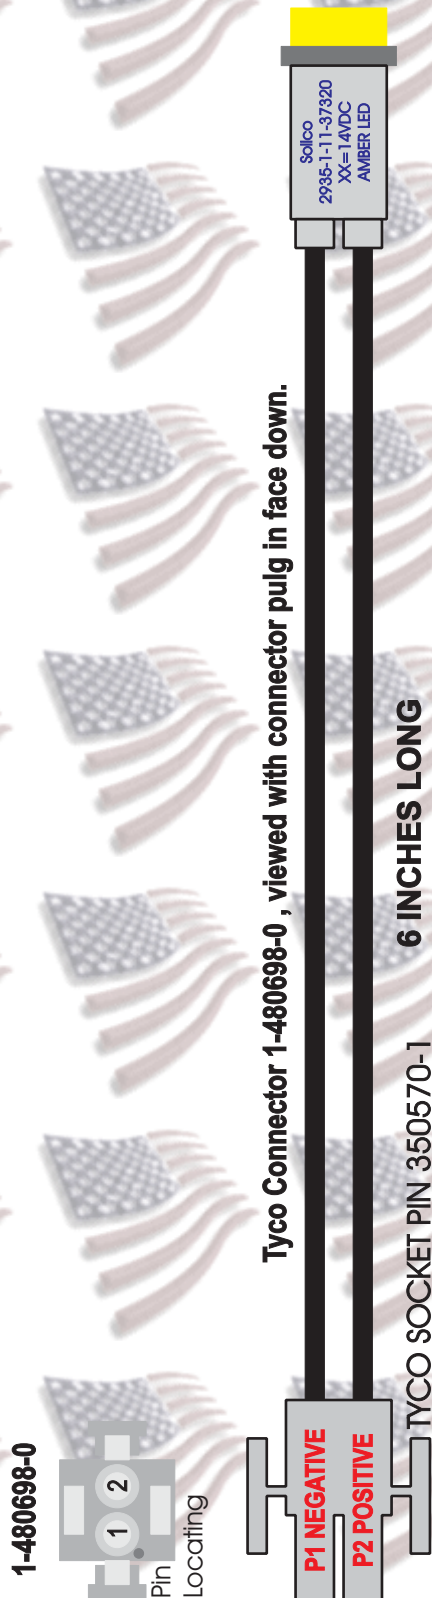 1-480698-0
1 2
Pin
Locating
Tyco Connector 1-480698-0 , viewed with connector pulg in face down.
Sollco
2935-1-11-37320
XX=14VDC
AMBER LED
P1 NEGATIVE
P2 POSITIVE
6 INCHES LONG
TYCO SOCKET PIN 350570-1